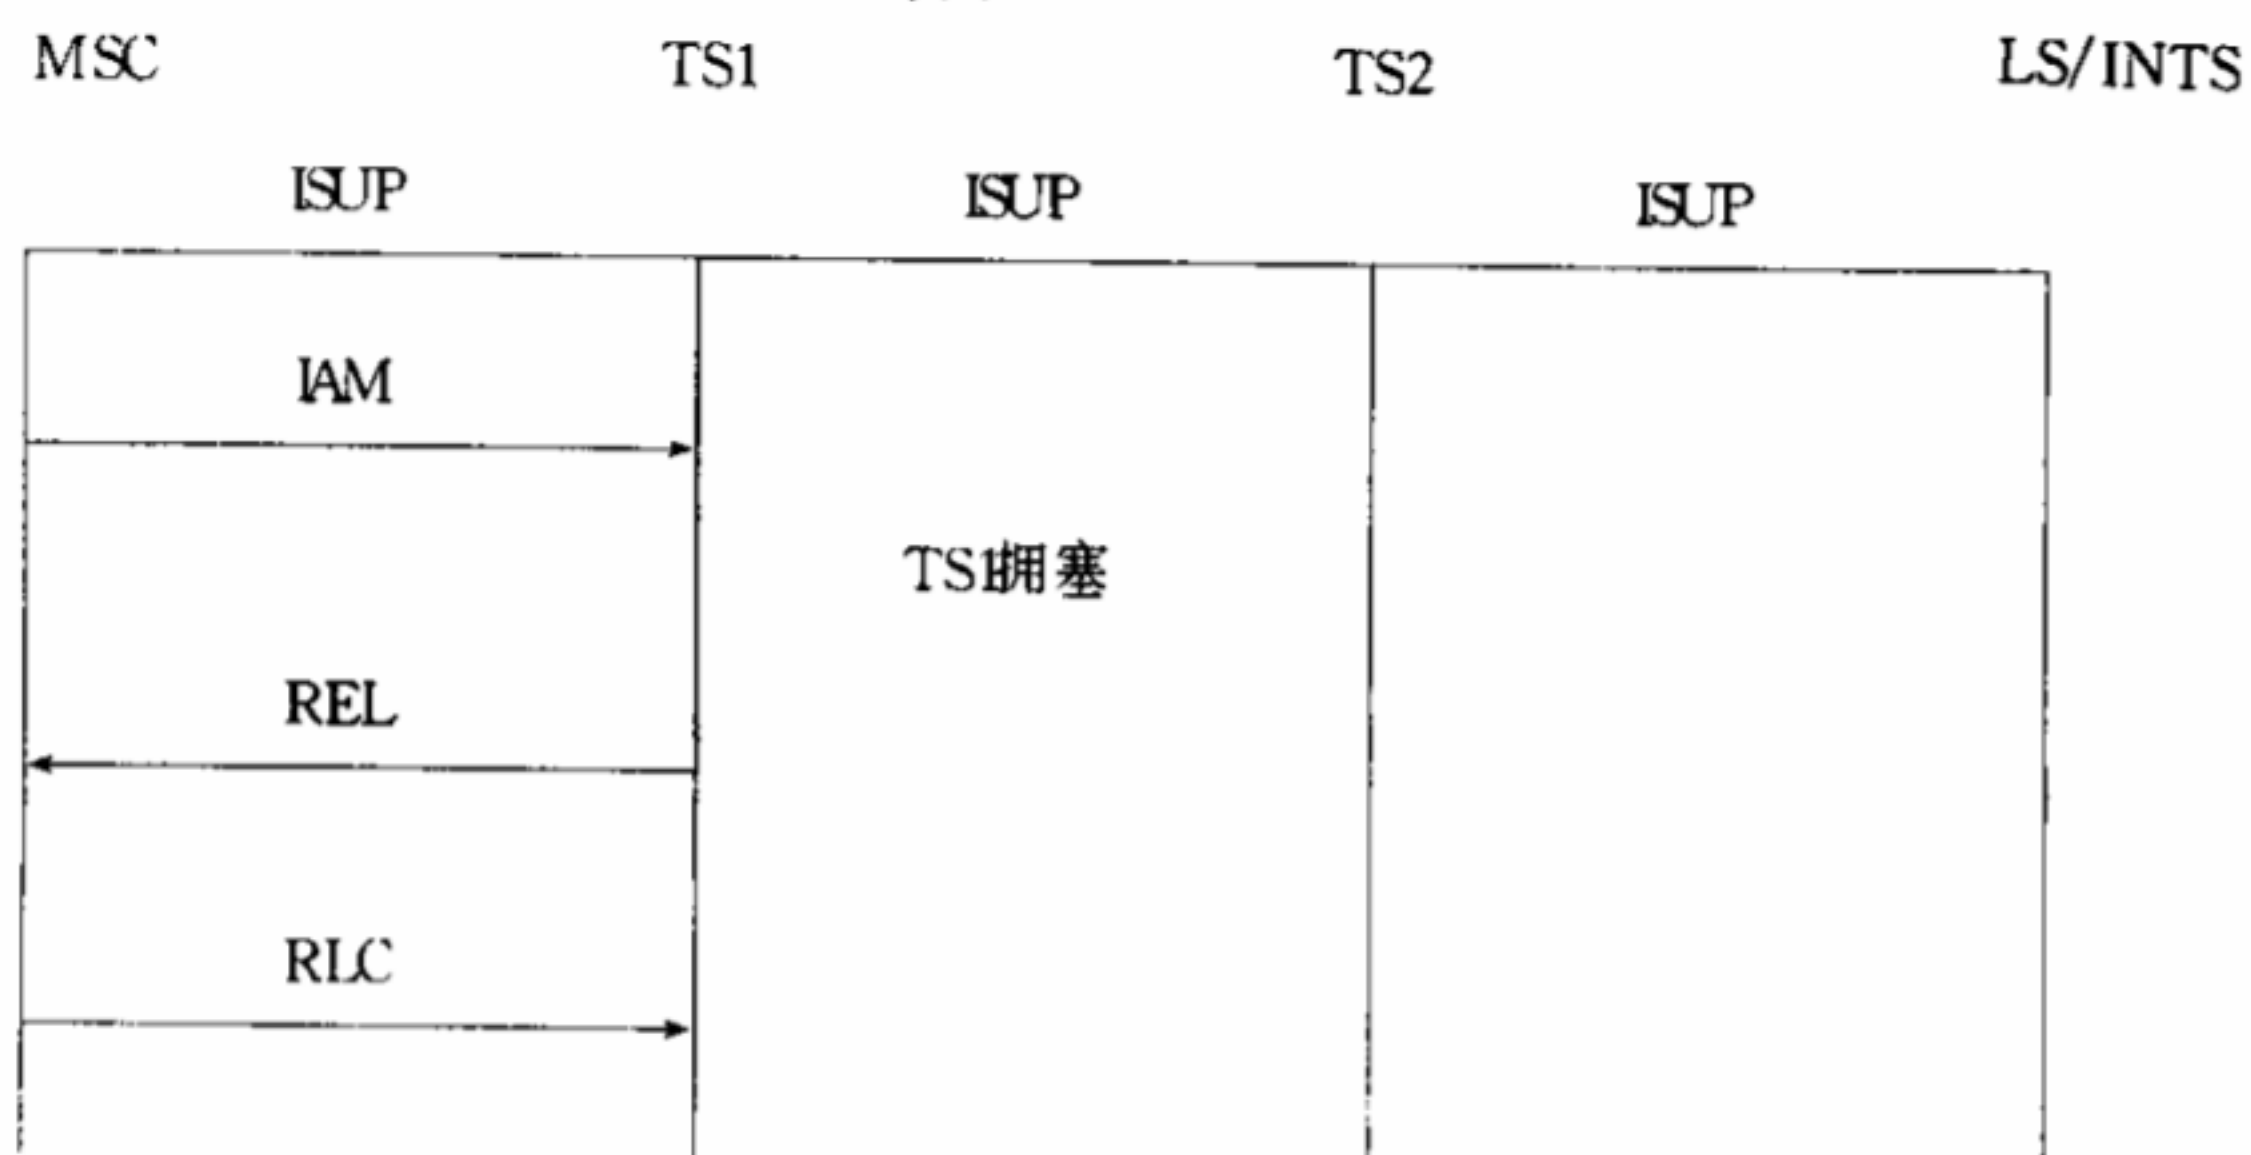 MSC TS1 TS2 LS/INTS
ISUP ISUP ISUP
IAM
TS1拥塞
REL
RLC